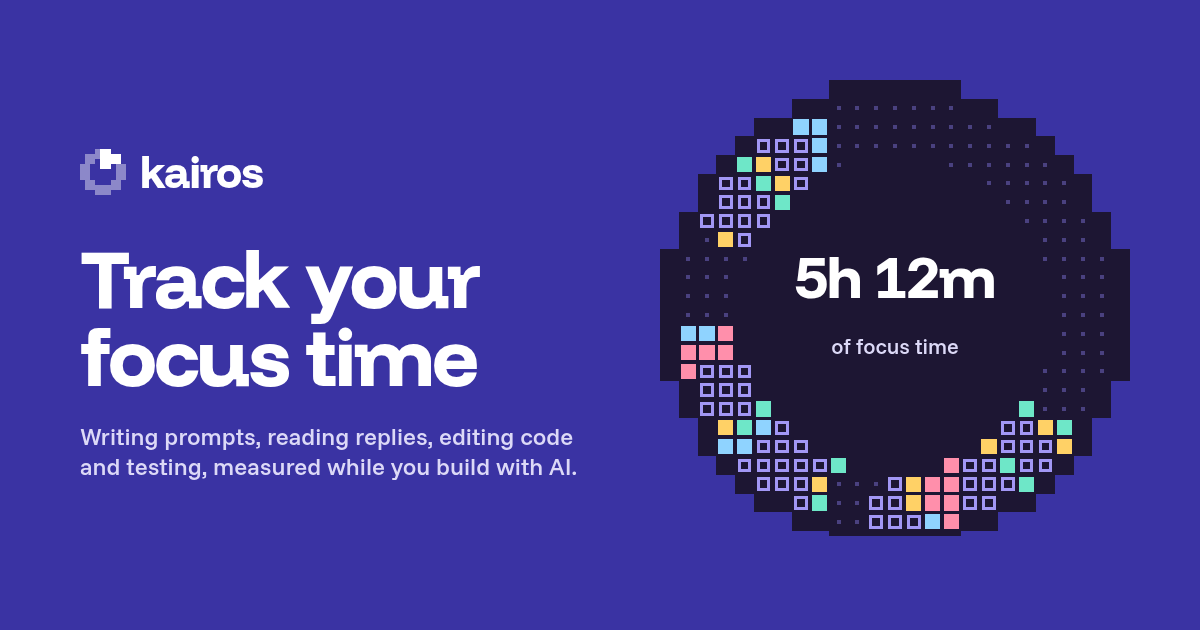 kairos
Track your
focus time
Writing prompts, reading replies, editing code
and testing, measured while you build with AI.
5h 12m
of focus time